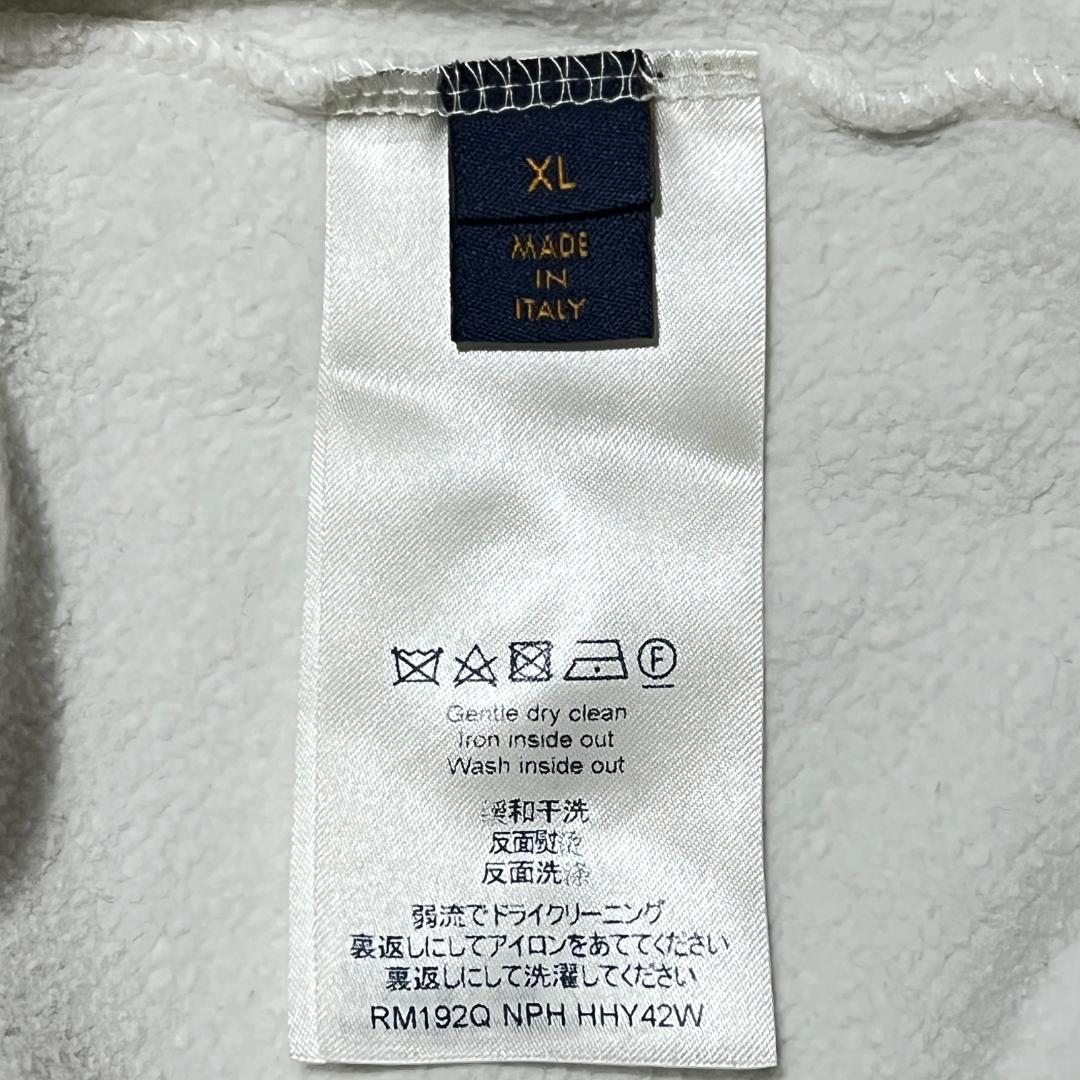 XL
MADE
IN
ITALY
F
Gentle dry clean
Iron inside out
Wash inside out
缓和干洗
反面熨烫
反面洗涤
弱流でドライクリーニング
裏返しにしてアイロンをあててください
裏返しにして洗濯してください
RM192Q NPH HHY42W